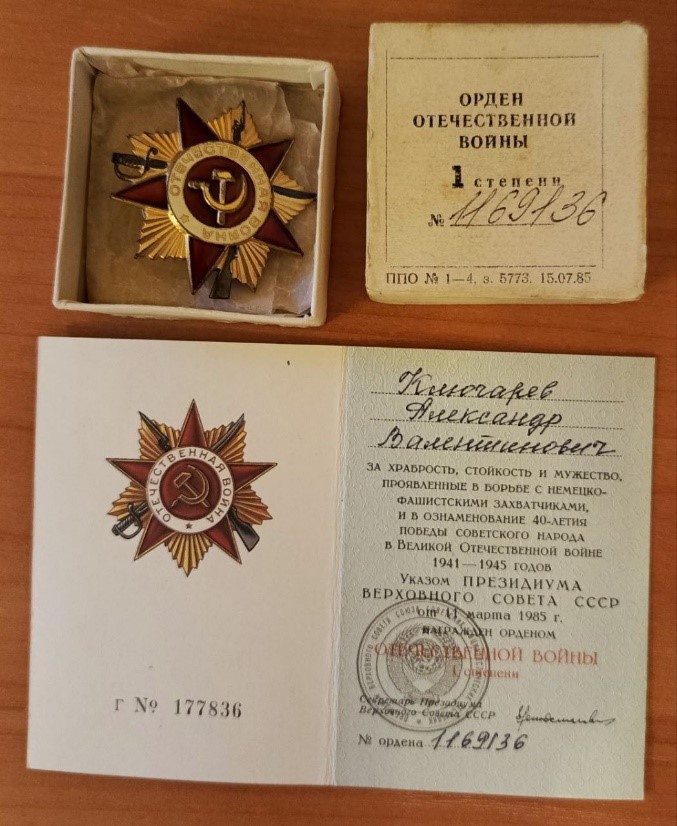 ОТЕЧЕСТВЕННАЯ ВОЙНА
ОРДЕН
ОТЕЧЕСТВЕННОЙ
ВОЙНЫ
1 степени
№ 1169136
ППО № 1—4, з. 5773, 15.07.85
ОТЕЧЕСТВЕННАЯ ВОЙНА
Г № 177836
Ключарев
Александр
Валентинович
ЗА ХРАБРОСТЬ, СТОЙКОСТЬ И МУЖЕСТВО,
ПРОЯВЛЕННЫЕ В БОРЬБЕ С НЕМЕЦКО-
ФАШИСТСКИМИ ЗАХВАТЧИКАМИ,
И В ОЗНАМЕНОВАНИЕ 40-ЛЕТИЯ
ПОБЕДЫ СОВЕТСКОГО НАРОДА
В ВЕЛИКОЙ ОТЕЧЕСТВЕННОЙ ВОЙНЕ
1941—1945 ГОДОВ
УКАЗОМ ПРЕЗИДИУМА
ВЕРХОВНОГО СОВЕТА СССР
от 11 марта 1985 г.
НАГРАЖДЕН ОРДЕНОМ
ОТЕЧЕСТВЕННОЙ ВОЙНЫ
I степени
Секретарь Президиума
Верховного Совета СССР
№ ордена 1169136